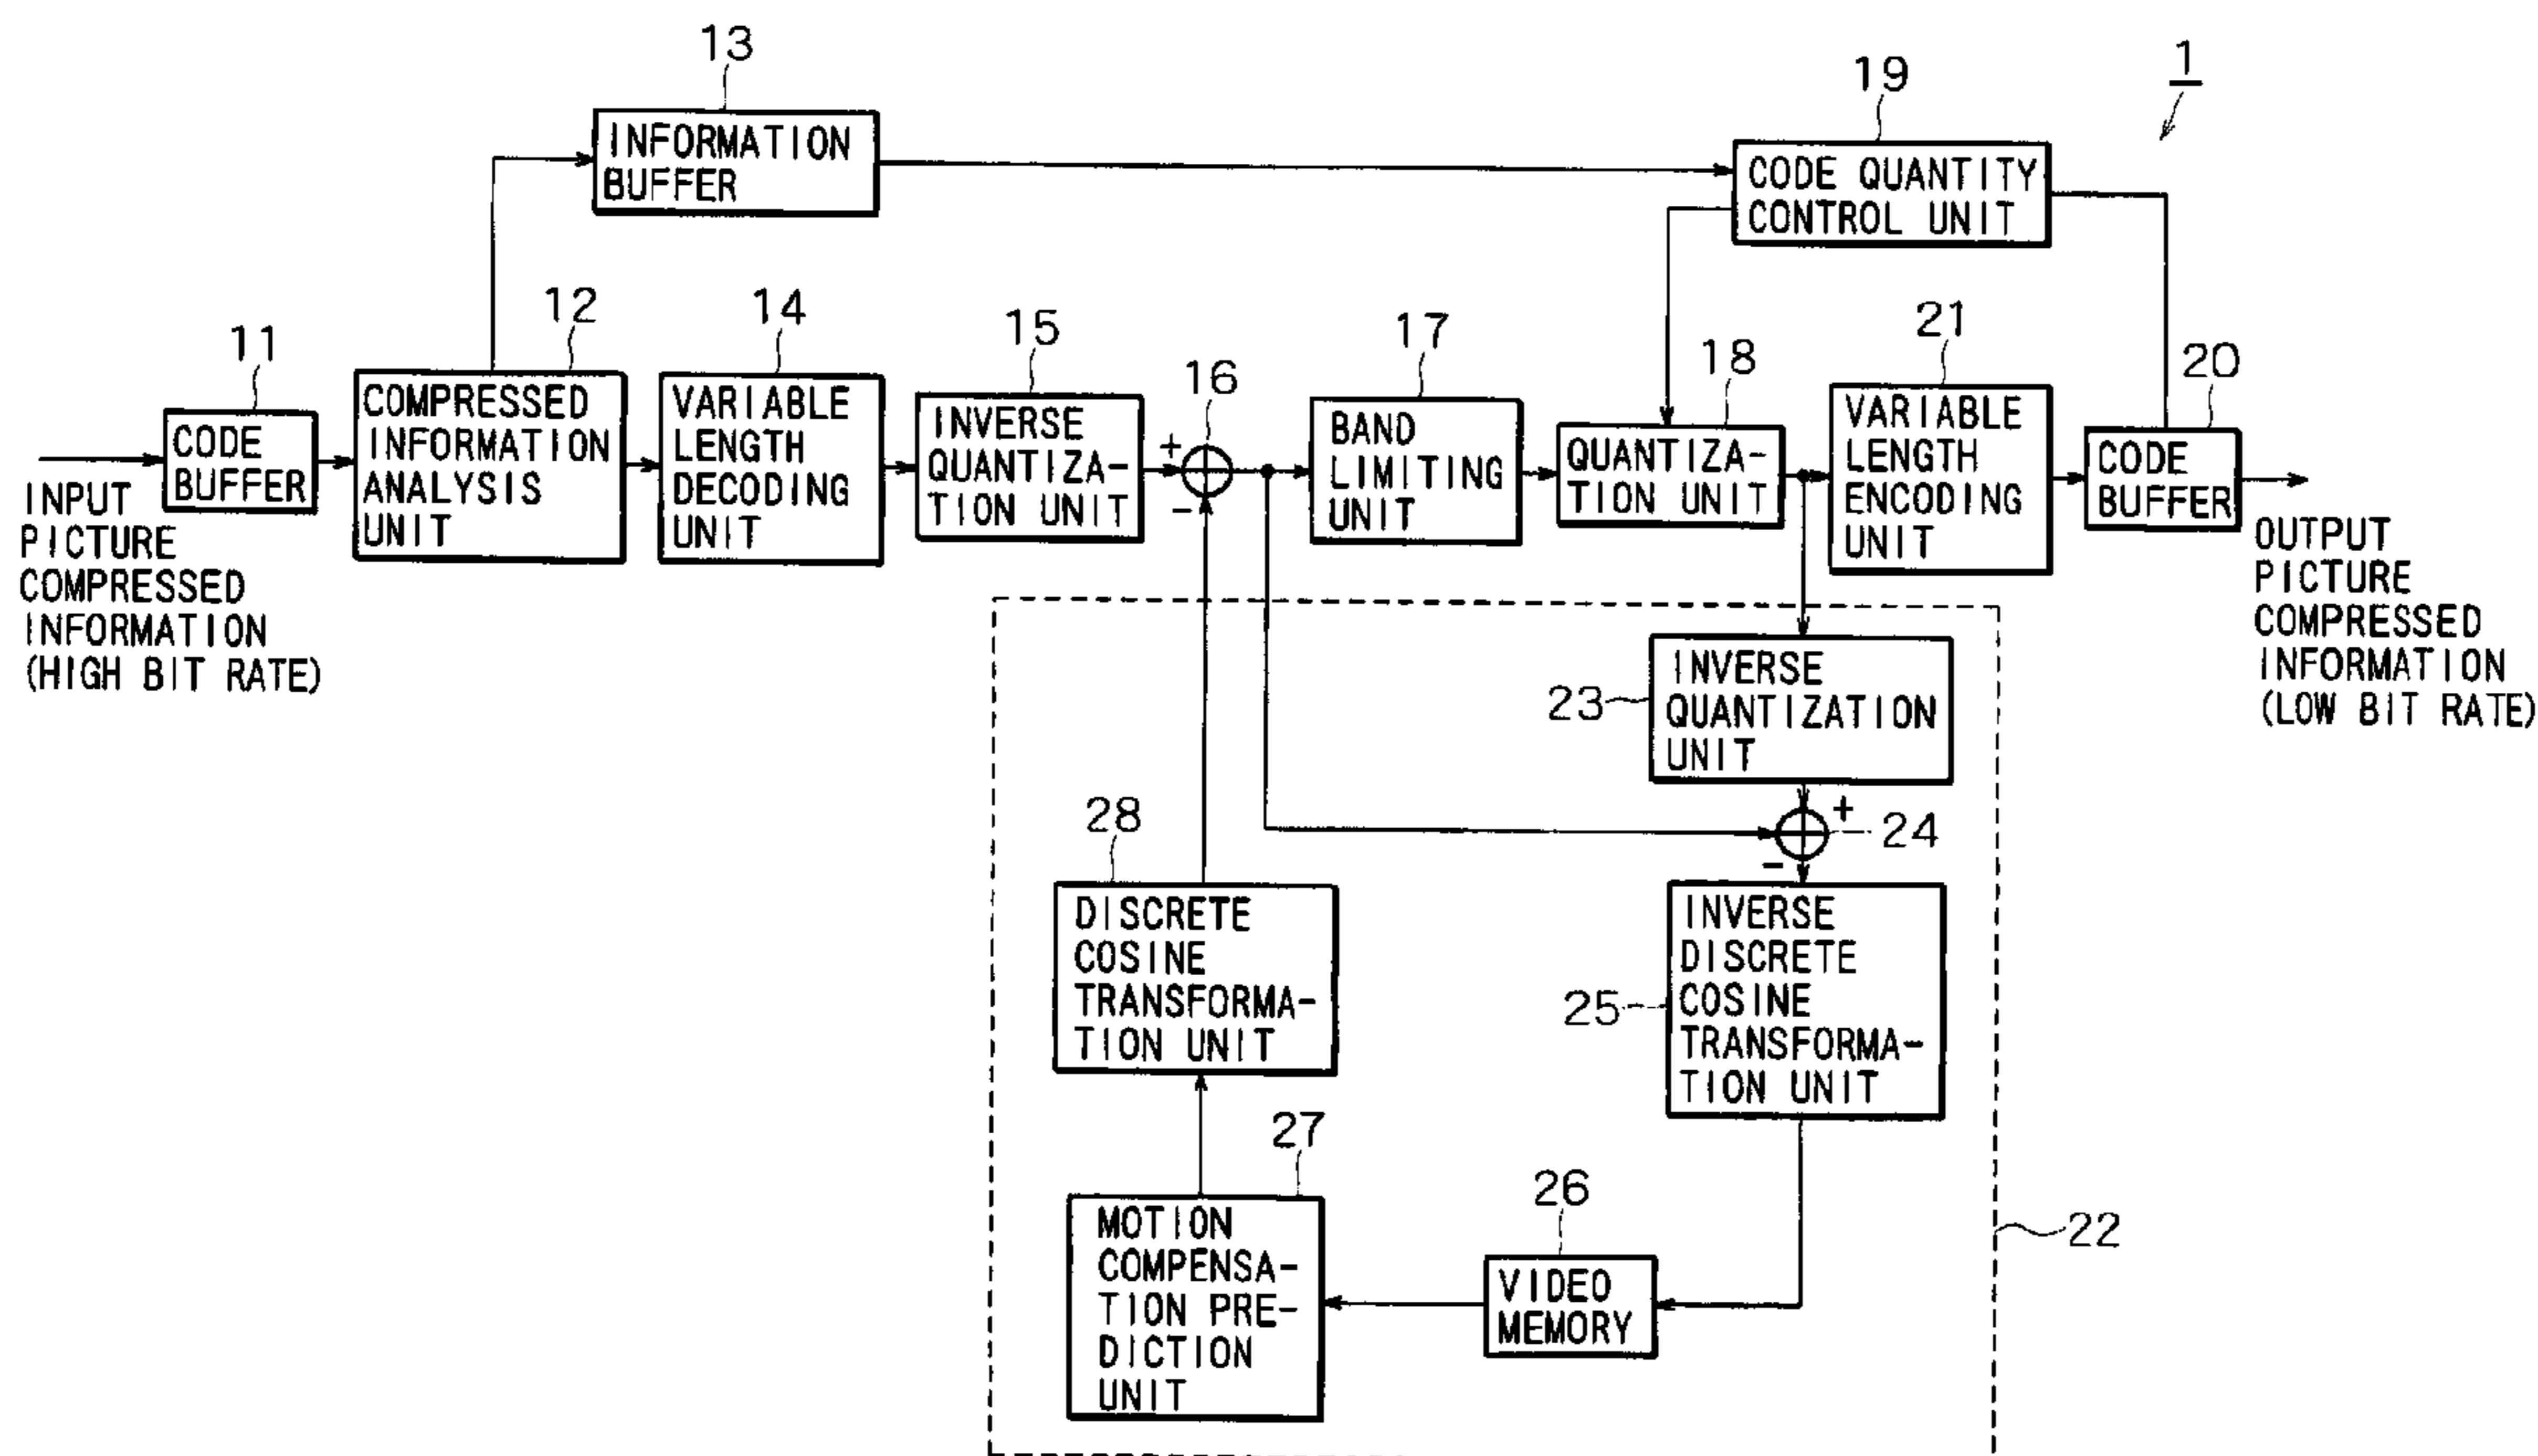 1
13
INFORMATION
BUFFER
19
CODE QUANTITY
CONTROL UNIT
11
CODE
BUFFER
12
COMPRESSED
INFORMATION
ANALYSIS
UNIT
14
VARIABLE
LENGTH
DECODING
UNIT
15
INVERSE
QUANTIZA-
TION UNIT
16
+
-
17
BAND
LIMITING
UNIT
18
QUANTIZA-
TION UNIT
21
VARIABLE
LENGTH
ENCODING
UNIT
20
CODE
BUFFER
INPUT
PICTURE
COMPRESSED
INFORMATION
(HIGH BIT RATE)
OUTPUT
PICTURE
COMPRESSED
INFORMATION
(LOW BIT RATE)
23
INVERSE
QUANTIZATION
UNIT
+
24
-
28
DISCRETE
COSINE
TRANSFORMA-
TION UNIT
25
INVERSE
DISCRETE
COSINE
TRANSFORMA-
TION UNIT
27
MOTION
COMPENSA-
TION PRE-
DICTION
UNIT
26
VIDEO
MEMORY
22